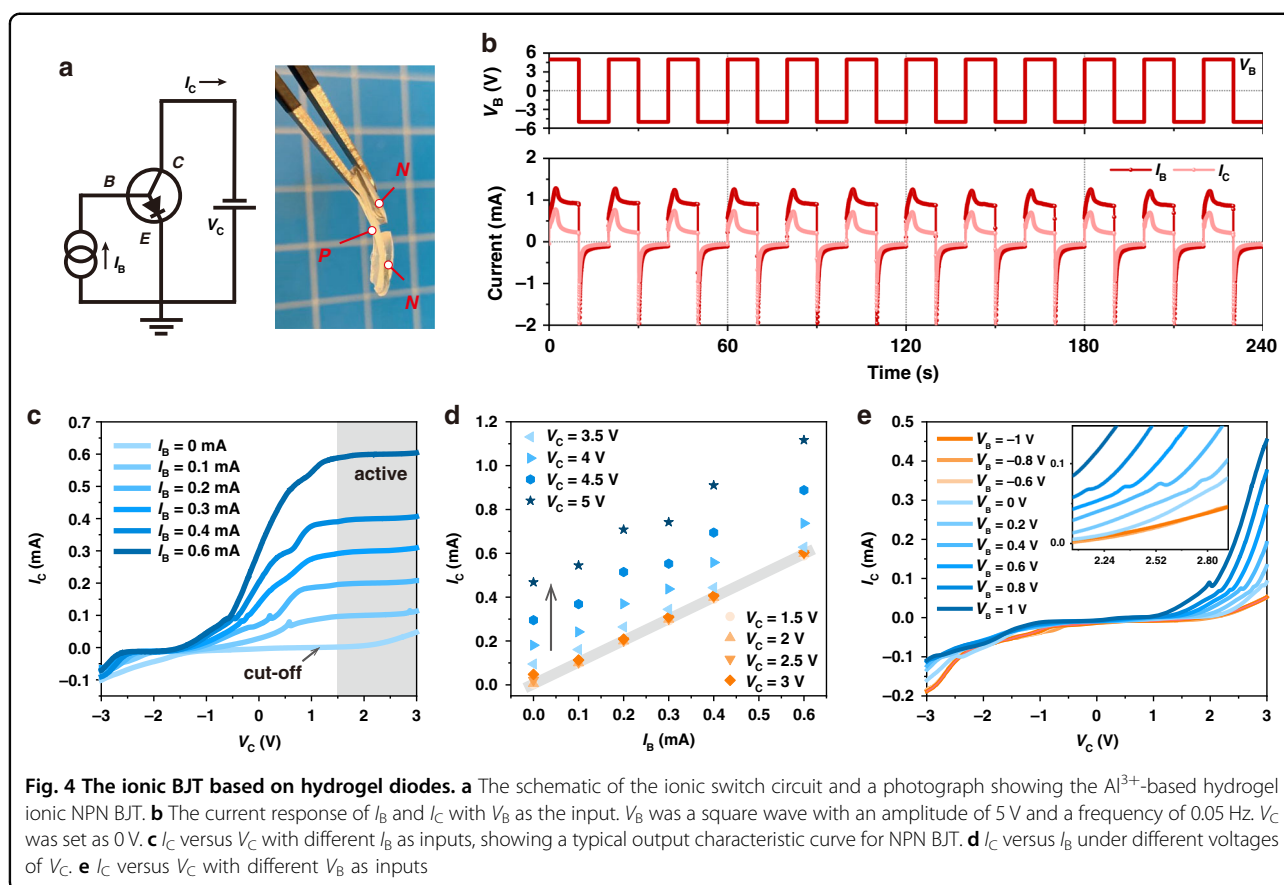 a
I_C
C
B
E
V_C
I_B
N
P
N
b
V_B (V)
6
3
0
−3
−6
V_B
Current (mA)
2
1
0
−1
−2
I_B I_C
0 60 120 180 240
Time (s)
c
I_C (mA)
0.7
0.6
0.5
0.4
0.3
0.2
0.1
0.0
−0.1
I_B = 0 mA
I_B = 0.1 mA
I_B = 0.2 mA
I_B = 0.3 mA
I_B = 0.4 mA
I_B = 0.6 mA
active
cut-off
−3 −2 −1 0 1 2 3
V_C (V)
d
I_C (mA)
1.2
1.0
0.8
0.6
0.4
0.2
0.0
V_C = 3.5 V
V_C = 4 V
V_C = 4.5 V
V_C = 5 V
V_C = 1.5 V
V_C = 2 V
V_C = 2.5 V
V_C = 3 V
0.0 0.1 0.2 0.3 0.4 0.5 0.6
I_B (mA)
e
I_C (mA)
0.5
0.4
0.3
0.2
0.1
0.0
−0.1
−0.2
V_B = −1 V
V_B = −0.8 V
V_B = −0.6 V
V_B = 0 V
V_B = 0.2 V
V_B = 0.4 V
V_B = 0.6 V
V_B = 0.8 V
V_B = 1 V
0.1
0.0
2.24 2.52 2.80
−3 −2 −1 0 1 2 3
V_C (V)
Fig. 4 The ionic BJT based on hydrogel diodes. a The schematic of the ionic switch circuit and a photograph showing the Al³⁺-based hydrogel
ionic NPN BJT. b The current response of I_B and I_C with V_B as the input. V_B was a square wave with an amplitude of 5 V and a frequency of 0.05 Hz. V_C
was set as 0 V. c I_C versus V_C with different I_B as inputs, showing a typical output characteristic curve for NPN BJT. d I_C versus I_B under different voltages
of V_C. e I_C versus V_C with different V_B as inputs